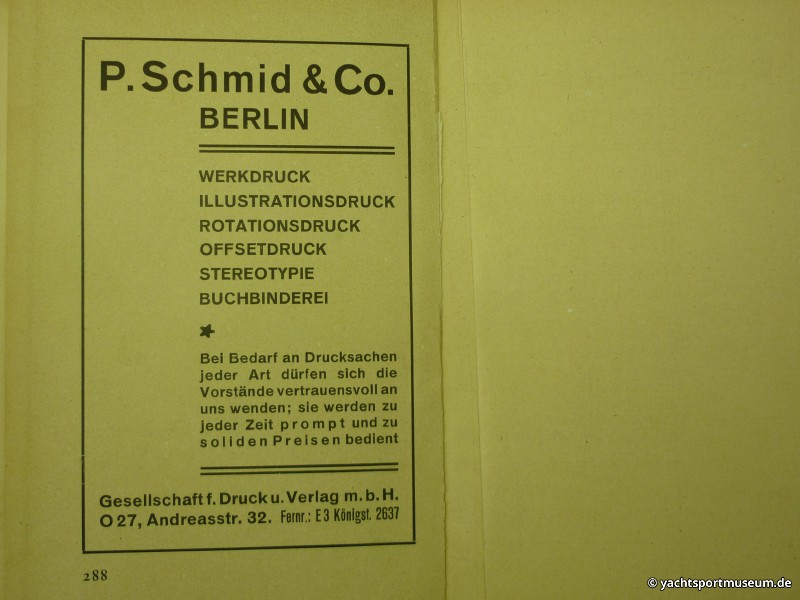 P. Schmid & Co.
BERLIN
WERKDRUCK
ILLUSTRATIONSDRUCK
ROTATIONSDRUCK
OFFSETDRUCK
STEREOTYPIE
BUCHBINDEREI
Bei Bedarf an Drucksachen
jeder Art dürfen sich die
Vorstände vertrauensvoll an
uns wenden; sie werden zu
jeder Zeit prompt und zu
soliden Preisen bedient
Gesellschaft f. Druck u. Verlag m. b. H.
O 27, Andreasstr. 32. Fernr.: E 3 Königst. 2637
288
© yachtsportmuseum.de